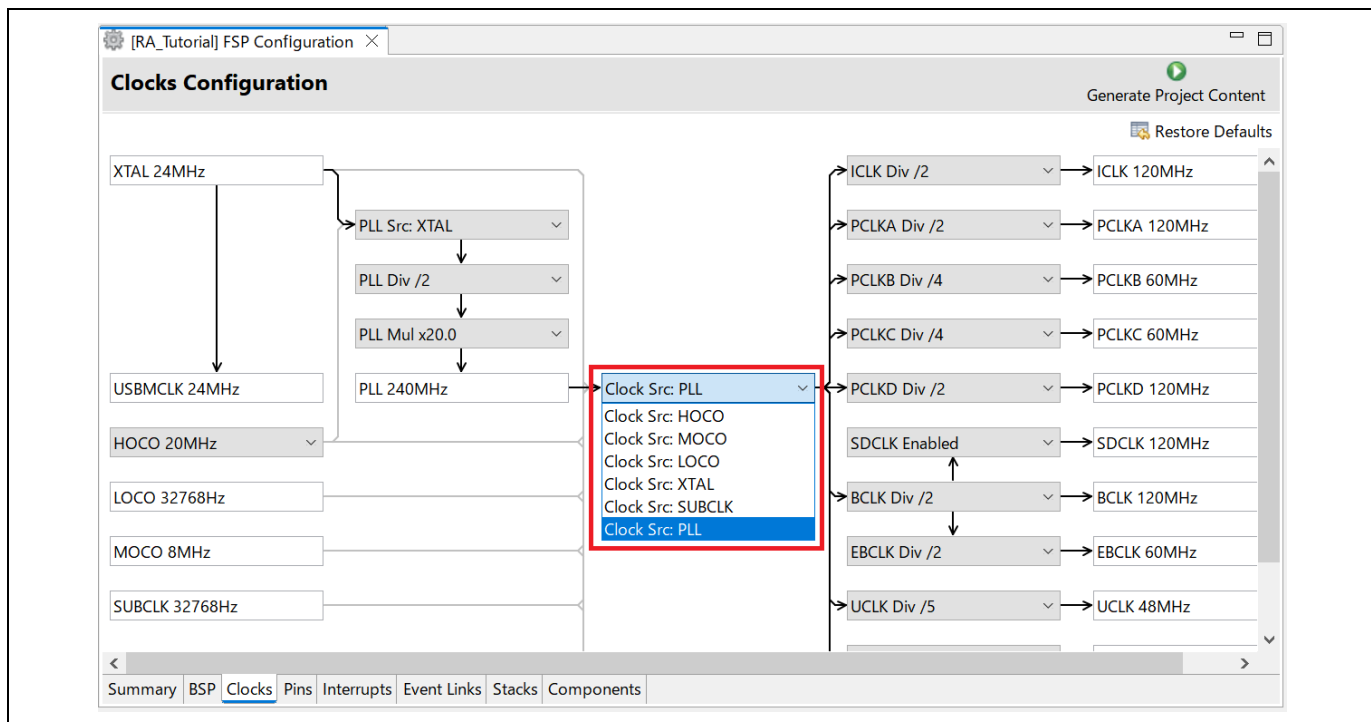 [RA_Tutorial] FSP Configuration
Clocks Configuration
Generate Project Content
Restore Defaults
XTAL 24MHz
ICLK Div /2
ICLK 120MHz
PLL Src: XTAL
PCLKA Div /2
PCLKA 120MHz
PLL Div /2
PCLKB Div /4
PCLKB 60MHz
PLL Mul x20.0
PCLKC Div /4
PCLKC 60MHz
USBMCLK 24MHz
PLL 240MHz
Clock Src: PLL
PCLKD Div /2
PCLKD 120MHz
Clock Src: HOCO
Clock Src: MOCO
Clock Src: LOCO
Clock Src: XTAL
Clock Src: SUBCLK
Clock Src: PLL
HOCO 20MHz
SDCLK Enabled
SDCLK 120MHz
LOCO 32768Hz
BCLK Div /2
BCLK 120MHz
MOCO 8MHz
EBCLK Div /2
EBCLK 60MHz
SUBCLK 32768Hz
UCLK Div /5
UCLK 48MHz
Summary BSP Clocks Pins Interrupts Event Links Stacks Components